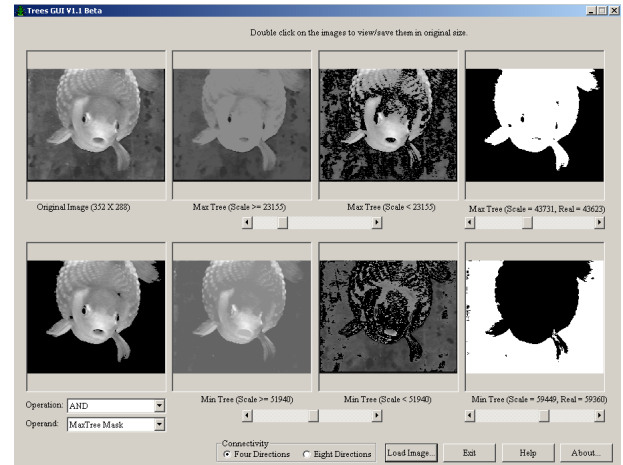 Trees GUI V1.1 Beta
Double click on the images to view/save them in original size.
Original Image (352 X 288)
Max Tree (Scale >= 23155)
Max Tree (Scale < 23155)
Max Tree (Scale = 43731, Real = 43623)
Min Tree (Scale >= 51940)
Min Tree (Scale < 51940)
Min Tree (Scale = 59449, Real = 59360)
Operation: AND
Operand: MaxTree Mask
Connectivity
Four Directions Eight Directions
Load Image... Exit Help About...